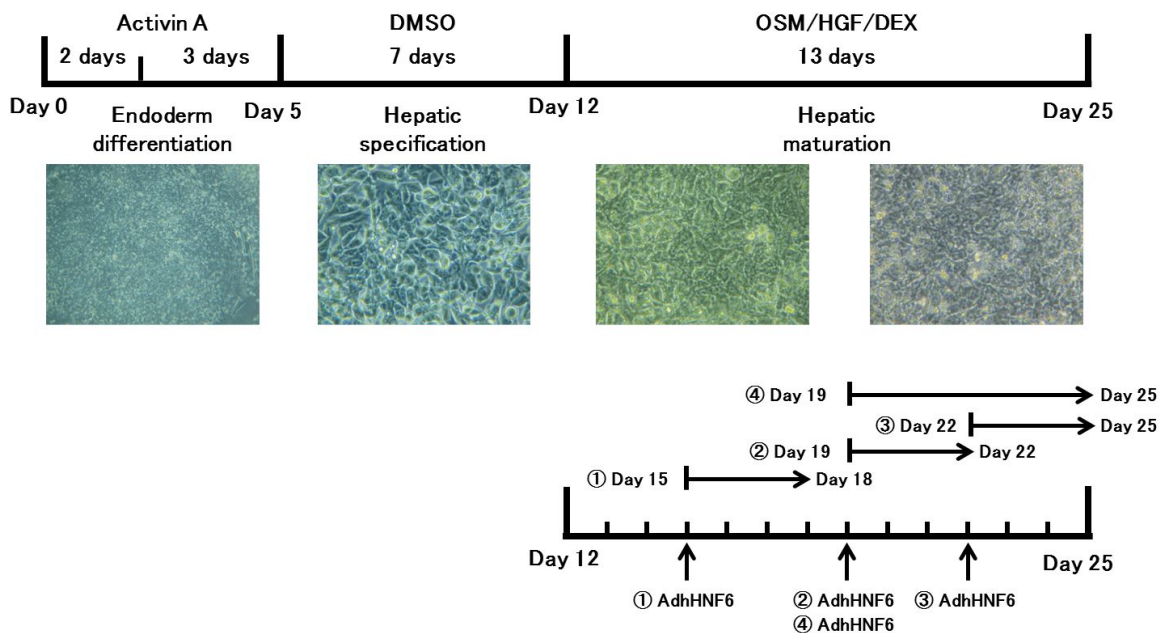 Activin A
DMSO
OSM/HGF/DEX
2 days
3 days
7 days
13 days
Day 0
Day 5
Day 12
Day 25
Endoderm
differentiation
Hepatic
specification
Hepatic
maturation
④ Day 19
Day 25
③ Day 22
Day 25
② Day 19
Day 22
① Day 15
Day 18
Day 12
Day 25
① AdhHNF6
② AdhHNF6
③ AdhHNF6
④ AdhHNF6